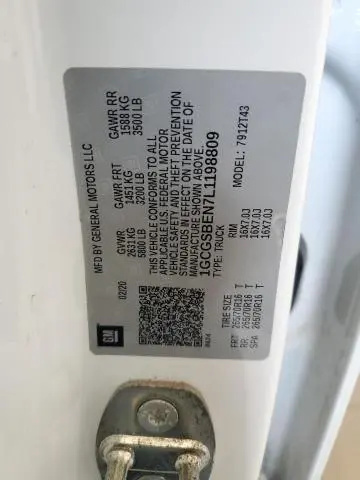 MFD BY GENERAL MOTORS LLC
02/20
GVWR
2631 KG
5800 LB
GAWR FRT
1451 KG
3200 LB
GAWR RR
1588 KG
3500 LB
THIS VEHICLE CONFORMS TO ALL
APPLICABLE U.S. FEDERAL MOTOR
VEHICLE SAFETY AND THEFT PREVENTION
STANDARDS IN EFFECT ON THE DATE OF
MANUFACTURE SHOWN ABOVE.
1GCGSBEN7L1198809
TYPE: TRUCK
MODEL: 7912T43
TIRE SIZE RIM
FRT 265/70R16 T 16X7.0J
RR 265/70R16 T 16X7.0J
SPA 265/70R16 T 16X7.0J
GM